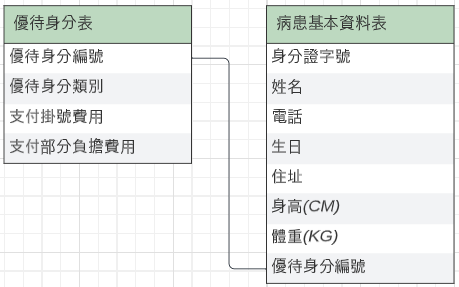 優待身分表
優待身分編號
優待身分類別
支付掛號費用
支付部分負擔費用
病患基本資料表
身分證字號
姓名
電話
生日
住址
身高(CM)
體重(KG)
優待身分編號